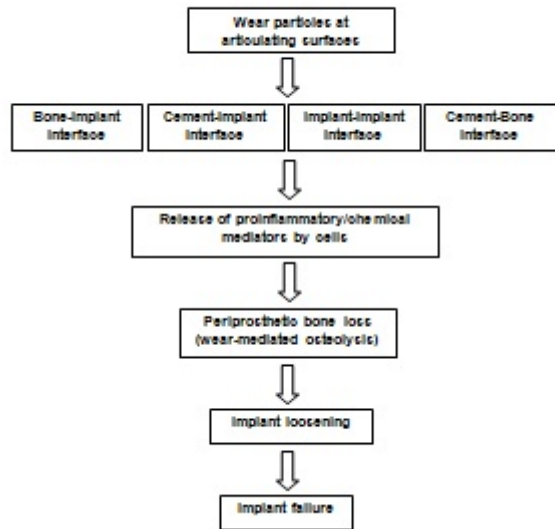 Wear particles at
articulating surfaces
Bone-Implant
Interface
Cement-Implant
Interface
Implant-Implant
Interface
Cement-Bone
Interface
Release of proinflammatory/chemical
mediators by cells
Periprosthetic bone loss
(wear-mediated osteolysis)
Implant loosening
Implant failure